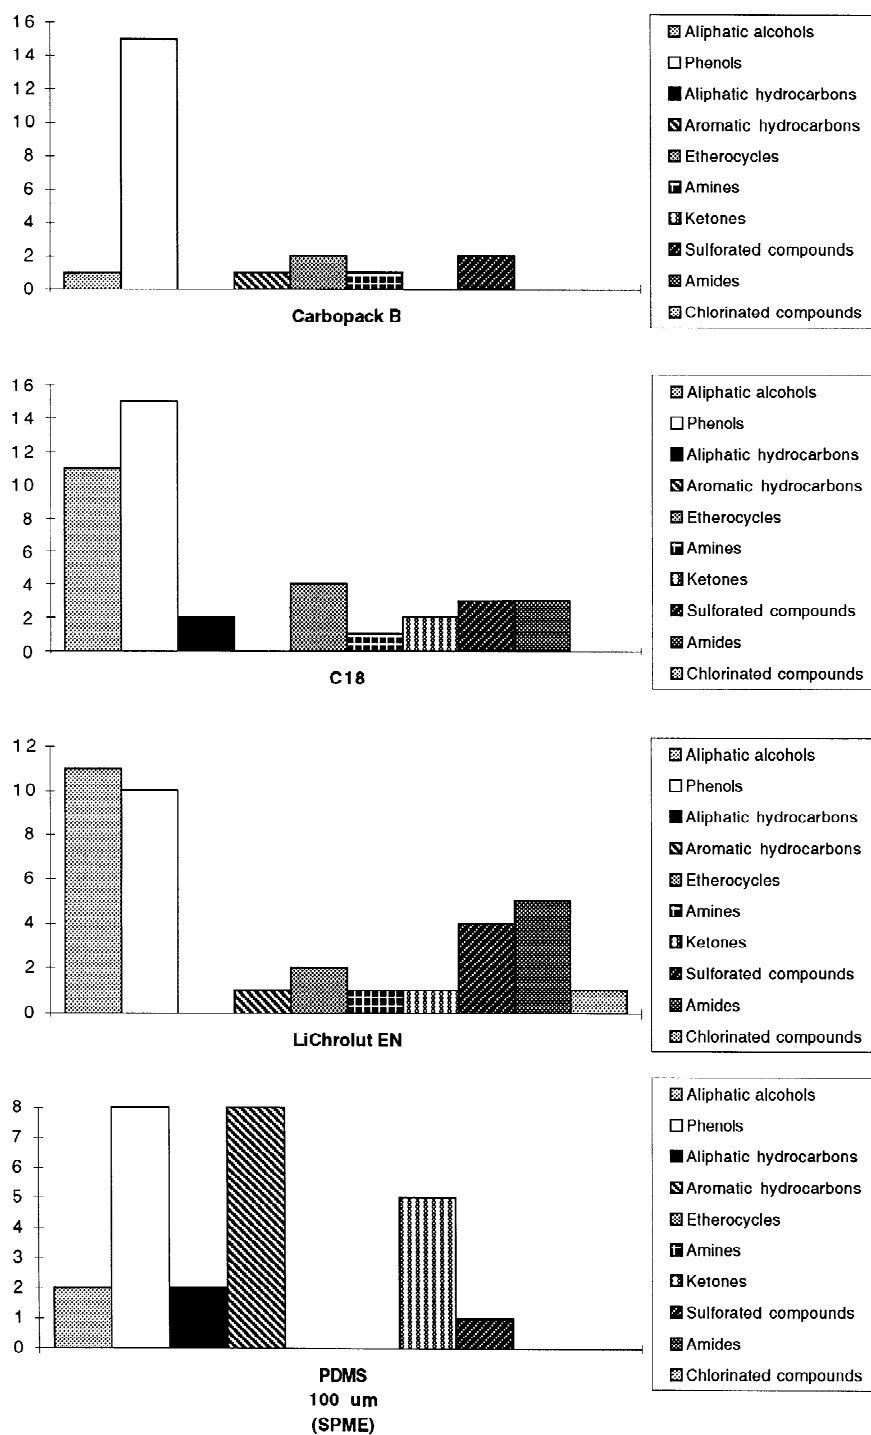 16
14
12
10
8
6
4
2
0
Carbopack B
Aliphatic alcohols
Phenols
Aliphatic hydrocarbons
Aromatic hydrocarbons
Etherocycles
Amines
Ketones
Sulforated compounds
Amides
Chlorinated compounds
16
14
12
10
8
6
4
2
0
C18
Aliphatic alcohols
Phenols
Aliphatic hydrocarbons
Aromatic hydrocarbons
Etherocycles
Amines
Ketones
Sulforated compounds
Amides
Chlorinated compounds
12
10
8
6
4
2
0
LiChrolut EN
Aliphatic alcohols
Phenols
Aliphatic hydrocarbons
Aromatic hydrocarbons
Etherocycles
Amines
Ketones
Sulforated compounds
Amides
Chlorinated compounds
8
7
6
5
4
3
2
1
0
PDMS
100 um
(SPME)
Aliphatic alcohols
Phenols
Aliphatic hydrocarbons
Aromatic hydrocarbons
Etherocycles
Amines
Ketones
Sulforated compounds
Amides
Chlorinated compounds